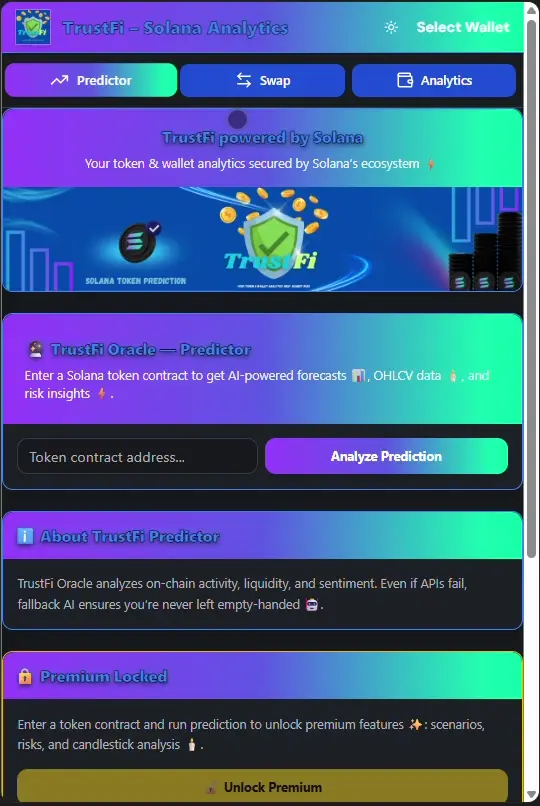 TrustFi – Solana Analytics
Select Wallet
Predictor
Swap
Analytics
TrustFi powered by Solana
Your token & wallet analytics secured by Solana's ecosystem ⚡
SOLANA TOKEN PREDICTION
TrustFi
🔮 TrustFi Oracle — Predictor
Enter a Solana token contract to get AI-powered forecasts 📊, OHLCV data 🕯️, and
risk insights ⚡.
Token contract address...
Analyze Prediction
ℹ️ About TrustFi Predictor
TrustFi Oracle analyzes on-chain activity, liquidity, and sentiment. Even if APIs fail,
fallback AI ensures you're never left empty-handed 🤖.
🔒 Premium Locked
Enter a token contract and run prediction to unlock premium features ✨: scenarios,
risks, and candlestick analysis 🕯️.
Unlock Premium